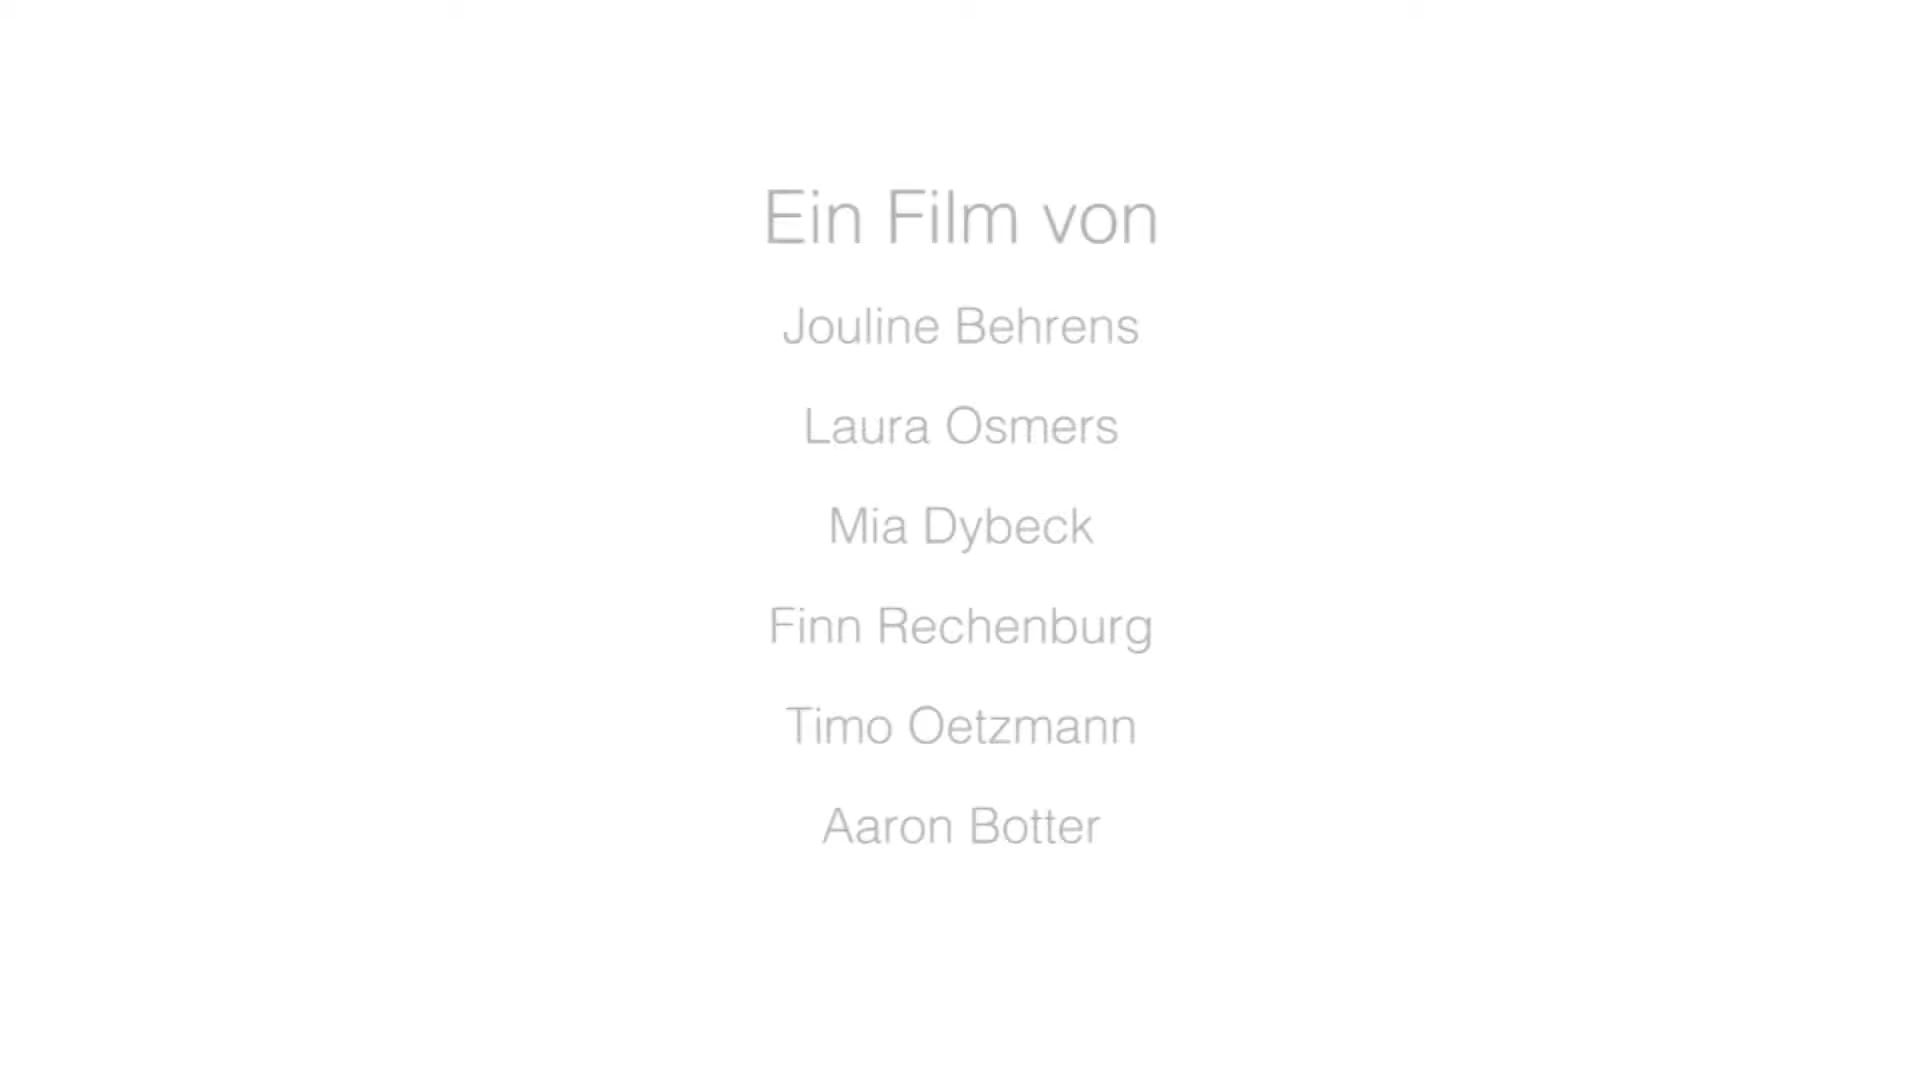 Ein Film von
Jouline Behrens
Laura Osmers
Mia Dybeck
Finn Rechenburg
Timo Oetzmann
Aaron Botter